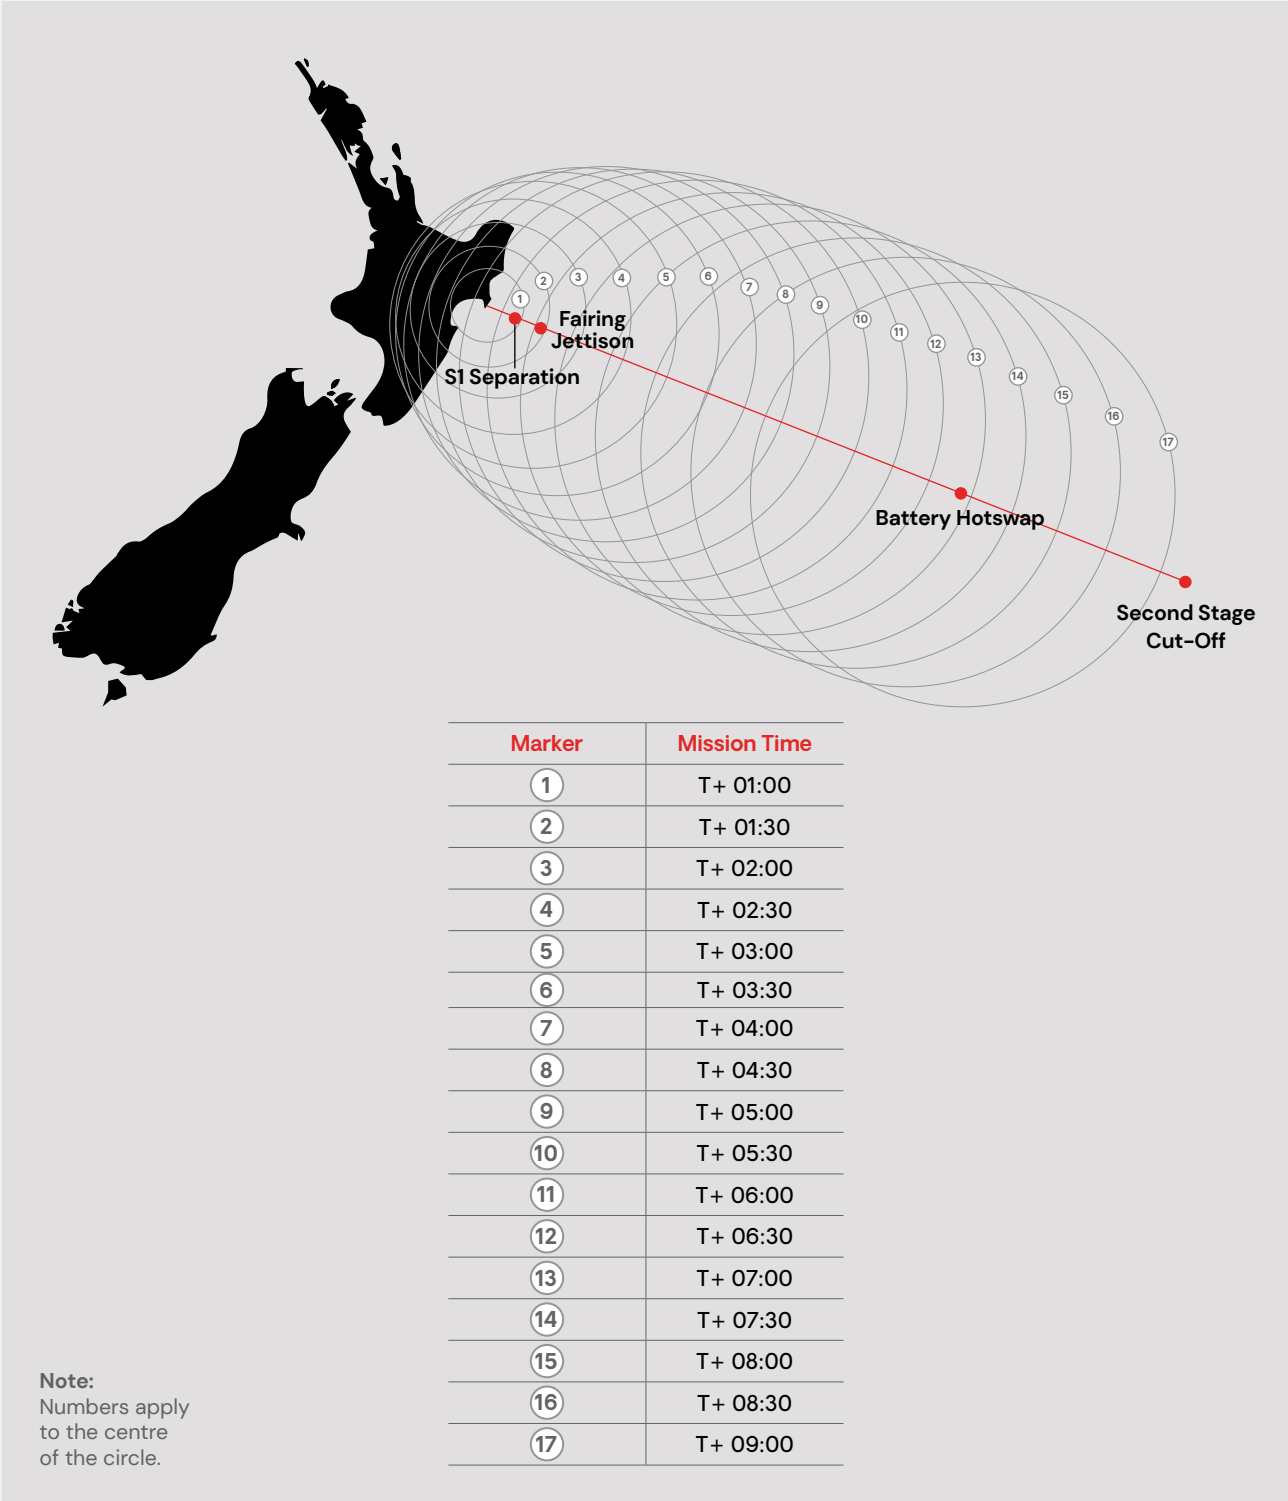 1
2
3
4
5
6
7
8
9
10
11
12
13
14
15
16
17
Fairing
Jettison
S1 Separation
Battery Hotswap
Second Stage
Cut-Off
Marker Mission Time
1 T+ 01:00
2 T+ 01:30
3 T+ 02:00
4 T+ 02:30
5 T+ 03:00
6 T+ 03:30
7 T+ 04:00
8 T+ 04:30
9 T+ 05:00
10 T+ 05:30
11 T+ 06:00
12 T+ 06:30
13 T+ 07:00
14 T+ 07:30
15 T+ 08:00
16 T+ 08:30
17 T+ 09:00
Note:
Numbers apply
to the centre
of the circle.